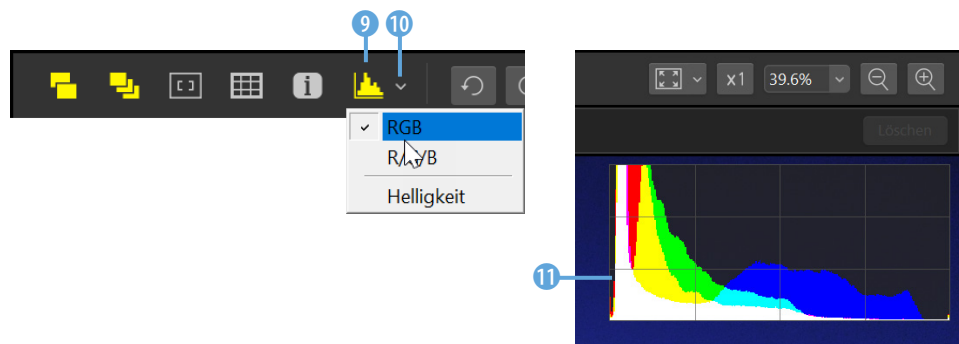 9 10
i
RGB
R/G/B
Helligkeit
x1 39.6%
Löschen
11